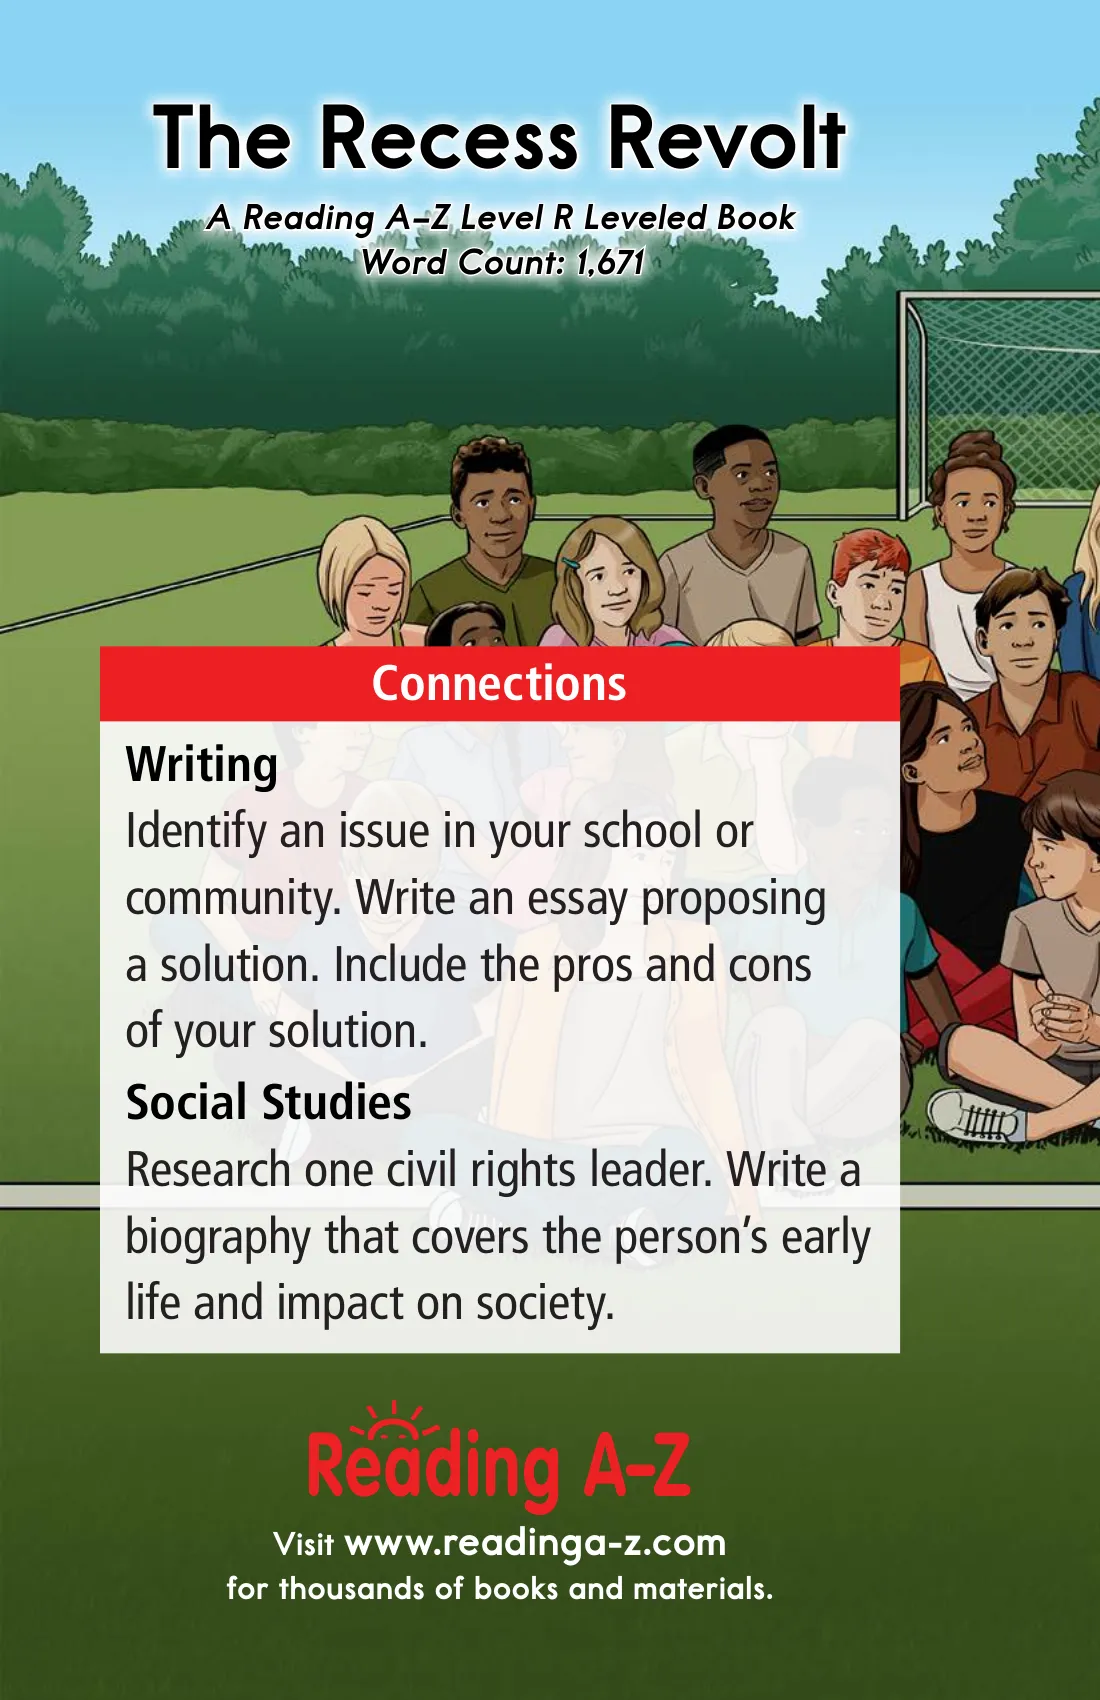 The Recess Revolt
A Reading A–Z Level R Leveled Book
Word Count: 1,671
Connections
Writing
Identify an issue in your school or
community. Write an essay proposing
a solution. Include the pros and cons
of your solution.
Social Studies
Research one civil rights leader. Write a
biography that covers the person’s early
life and impact on society.
Reading A–Z
Visit www.readinga-z.com
for thousands of books and materials.